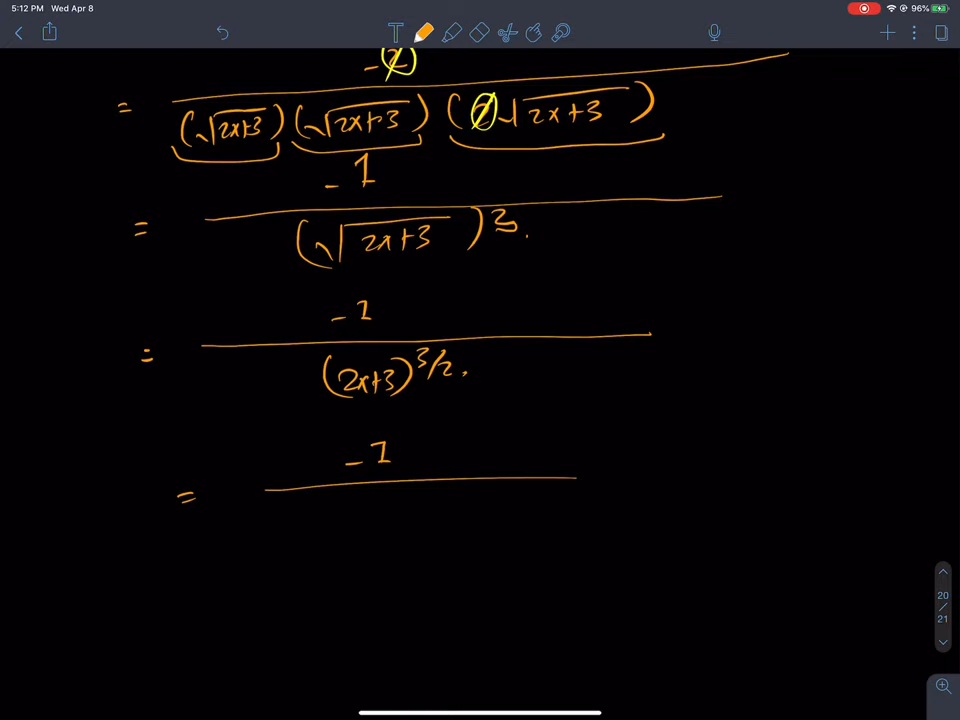 5:12 PM Wed Apr 8
96%
-2
= (√2x+3) (√2x+3) (2√2x+3)
-1
= (√2x+3)3.
-1
= (2x+3)3/2.
-1
=
20
/
21